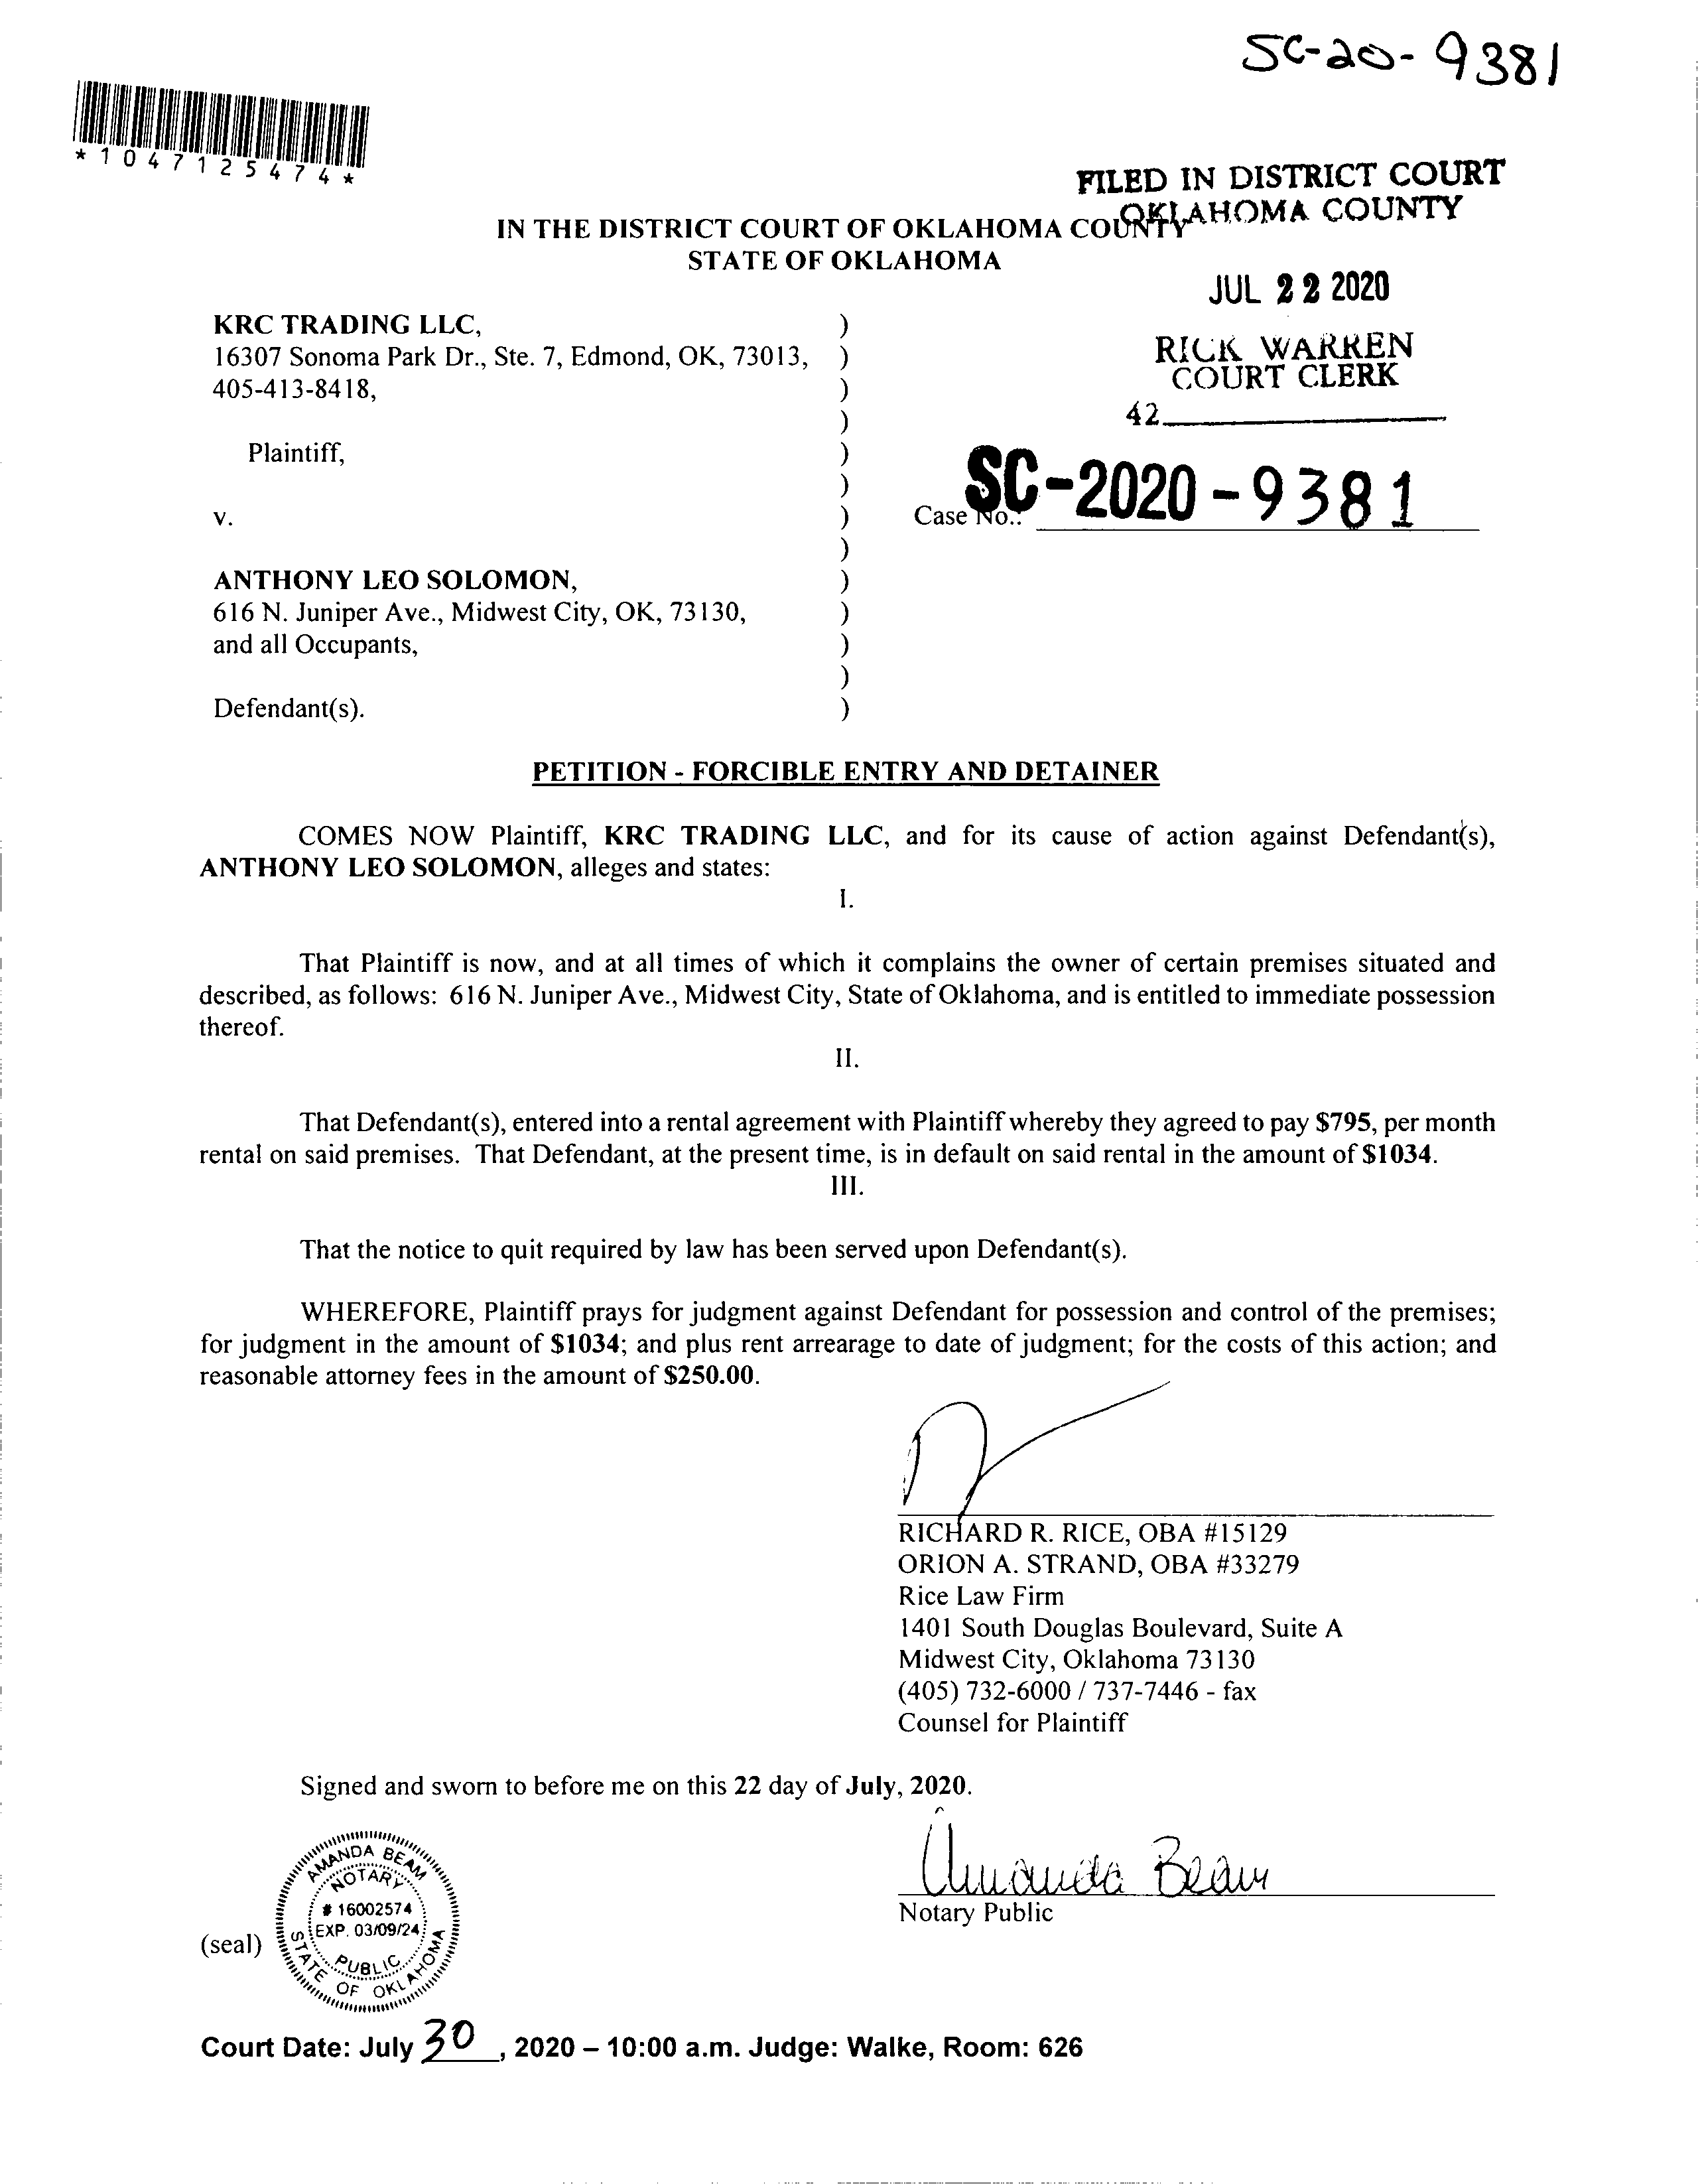 SC-20-9381
*1047125474*
FILED IN DISTRICT COURT
OKLAHOMA COUNTY
IN THE DISTRICT COURT OF OKLAHOMA COUNTY
STATE OF OKLAHOMA
JUL 22 2020
KRC TRADING LLC, )
16307 Sonoma Park Dr., Ste. 7, Edmond, OK, 73013, )
405-413-8418, )
)
RICK WARREN
COURT CLERK
42
Plaintiff, )
)
v. )
Case No.: SC-2020-9381
)
ANTHONY LEO SOLOMON, )
616 N. Juniper Ave., Midwest City, OK, 73130, )
and all Occupants, )
)
Defendant(s). )
PETITION - FORCIBLE ENTRY AND DETAINER
COMES NOW Plaintiff, KRC TRADING LLC, and for its cause of action against Defendant(s),
ANTHONY LEO SOLOMON, alleges and states:
I.
That Plaintiff is now, and at all times of which it complains the owner of certain premises situated and
described, as follows: 616 N. Juniper Ave., Midwest City, State of Oklahoma, and is entitled to immediate possession
thereof.
II.
That Defendant(s), entered into a rental agreement with Plaintiff whereby they agreed to pay $795, per month
rental on said premises. That Defendant, at the present time, is in default on said rental in the amount of $1034.
III.
That the notice to quit required by law has been served upon Defendant(s).
WHEREFORE, Plaintiff prays for judgment against Defendant for possession and control of the premises;
for judgment in the amount of $1034; and plus rent arrearage to date of judgment; for the costs of this action; and
reasonable attorney fees in the amount of $250.00.
RICHARD R. RICE, OBA #15129
ORION A. STRAND, OBA #33279
Rice Law Firm
1401 South Douglas Boulevard, Suite A
Midwest City, Oklahoma 73130
(405) 732-6000 / 737-7446 - fax
Counsel for Plaintiff
Signed and sworn to before me on this 22 day of July, 2020.
Amanda Beam
Notary Public
(seal)
AMANDA BEAM
NOTARY
# 16002574
EXP. 03/09/24
PUBLIC
STATE OF OKLAHOMA
Court Date: July 30, 2020 – 10:00 a.m. Judge: Walke, Room: 626